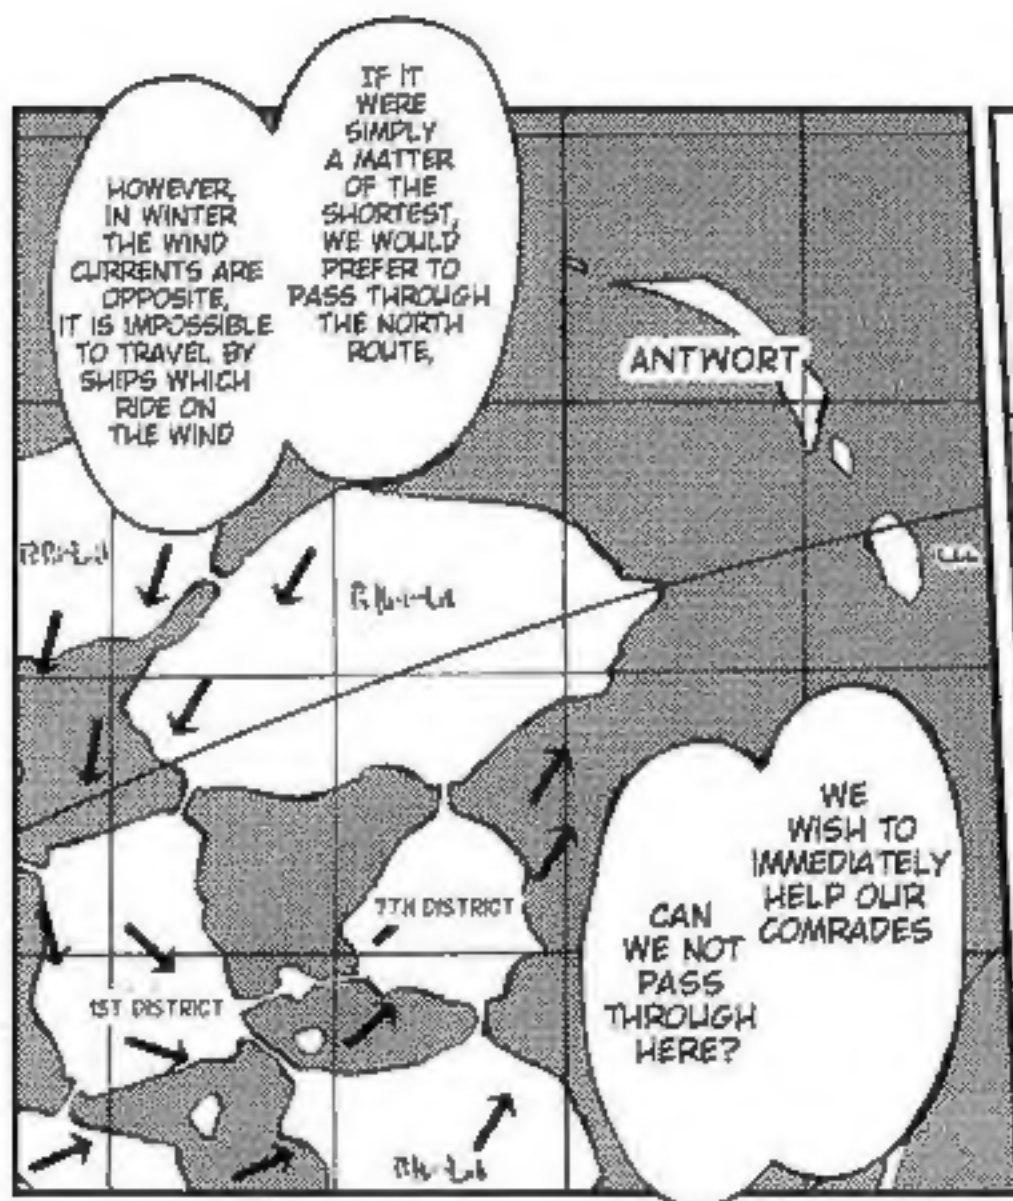 IF IT
WERE
SIMPLY
A MATTER
OF THE
SHORTEST,
WE WOULD
PREFER TO
PASS THROUGH
THE NORTH
ROUTE,
HOWEVER,
IN WINTER
THE WIND
CURRENTS ARE
OPPOSITE,
IT IS IMPOSSIBLE
TO TRAVEL BY
SHIPS WHICH
RIDE ON
THE WIND
ANTWORT
7TH DISTRICT
1ST DISTRICT
WE
WISH TO
IMMEDIATELY
HELP OUR
COMRADES
CAN
WE NOT
PASS
THROUGH
HERE?